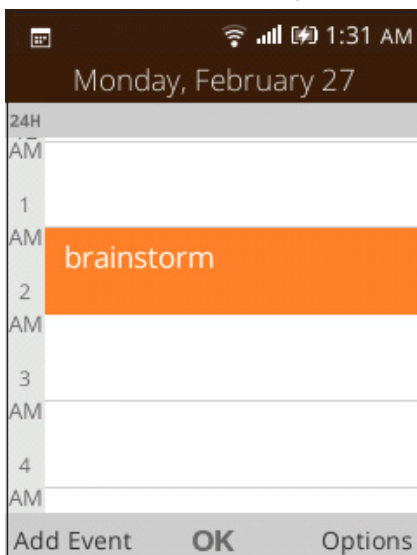 1:31 AM
Monday, February 27
24H
AM
1
AM
brainstorm
2
AM
3
AM
4
AM
Add Event OK Options